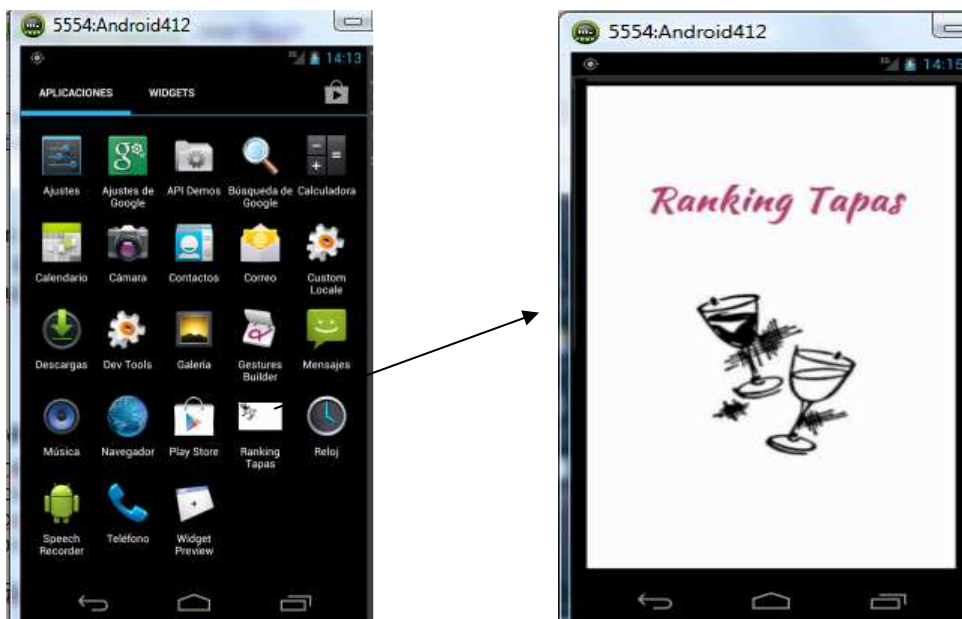 5554:Android412
14:13
APLICACIONES WIDGETS
Ajustes Ajustes de Google API Demos Búsqueda de Google Calculadora
Calendario Cámara Contactos Correo Custom Locale
Descargas Dev Tools Galería Gestures Builder Mensajes
Música Navegador Play Store Ranking Tapas Reloj
Speech Recorder Teléfono Widget Preview
5554:Android412
3G 14:15
Ranking Tapas